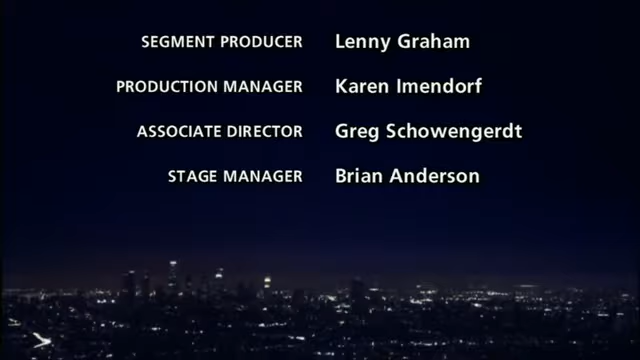 SEGMENT PRODUCER Lenny Graham
PRODUCTION MANAGER Karen Imendorf
ASSOCIATE DIRECTOR Greg Schowengerdt
STAGE MANAGER Brian Anderson